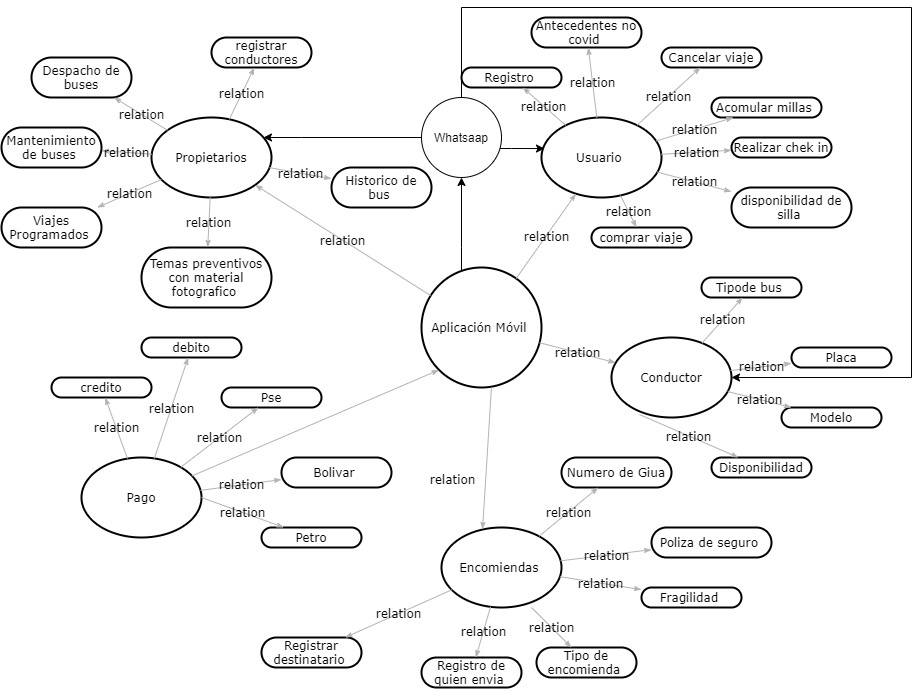 Antecedentes no
covid
registrar
conductores
Cancelar viaje
Despacho de
buses
Registro
relation
relation
relation
relation
relation
Acomular millas
relation
relation
Mantenimiento
de buses
relation
Propietarios
Whatsaap
Usuario
relation
Realizar chek in
relation
Historico de
bus
relation
relation
disponibilidad de
silla
Viajes
Programados
relation
relation
comprar viaje
relation
relation
Temas preventivos
con material
fotografico
Tipode bus
Aplicación Móvil
relation
debito
relation
Placa
relation
credito
Conductor
Pse
relation
relation
Modelo
relation
relation
relation
Disponibilidad
Bolivar
Numero de Giua
relation
relation
Pago
relation
relation
Petro
Poliza de seguro
relation
Encomiendas
relation
Fragilidad
relation
relation
relation
Registrar
destinatario
Registro de
quien envia
Tipo de
encomienda